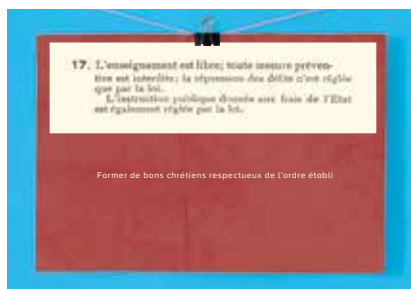 17. L'enseignement est libre; toute mesure préven-
tive est interdite; la répression des délits n'est réglée
que par la loi.
L'instruction publique donnée aux frais de l'État
est également réglée par la loi.
Former de bons chrétiens respectueux de l'ordre établi